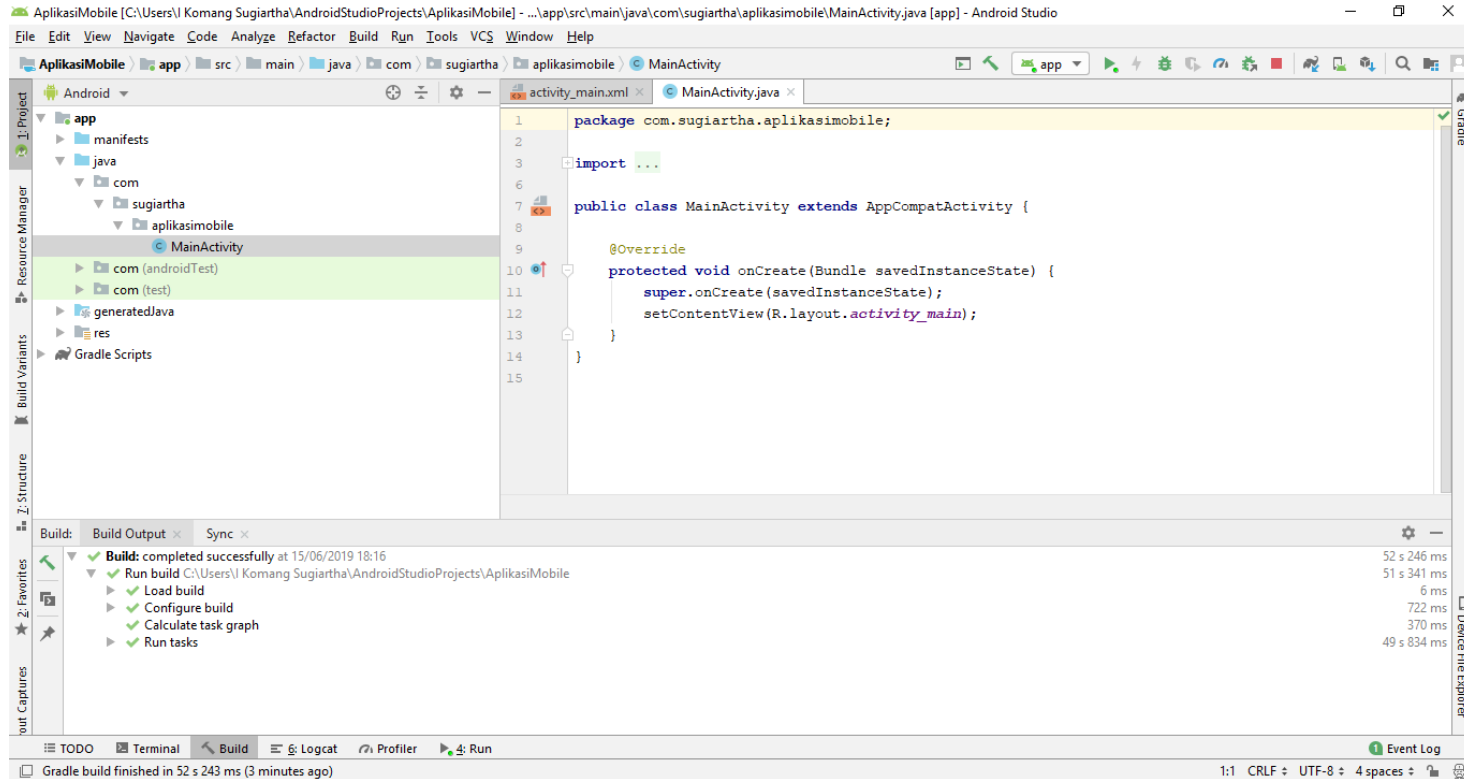 AplikasiMobile [C:\Users\I Komang Sugiartha\AndroidStudioProjects\AplikasiMobile] - ...\app\src\main\java\com\sugiartha\aplikasimobile\MainActivity.java [app] - Android Studio
File Edit View Navigate Code Analyze Refactor Build Run Tools VCS Window Help
AplikasiMobile app src main java com sugiartha aplikasimobile MainActivity app
1: Project
Resource Manager
Build Variants
7: Structure
2: Favorites
out Captures
Android
app
manifests
java
com
sugiartha
aplikasimobile
MainActivity
com (androidTest)
com (test)
generatedJava
res
Gradle Scripts
activity_main.xml MainActivity.java
1 package com.sugiartha.aplikasimobile;
2
3 import ...
6
7 public class MainActivity extends AppCompatActivity {
8
9 @Override
10 protected void onCreate(Bundle savedInstanceState) {
11 super.onCreate(savedInstanceState);
12 setContentView(R.layout.activity_main);
13 }
14 }
15
Gradle
Device File Explorer
Build: Build Output Sync
Build: completed successfully at 15/06/2019 18:16 52 s 246 ms
Run build C:\Users\I Komang Sugiartha\AndroidStudioProjects\AplikasiMobile 51 s 341 ms
Load build 6 ms
Configure build 722 ms
Calculate task graph 370 ms
Run tasks 49 s 834 ms
TODO Terminal Build 6: Logcat Profiler 4: Run 1 Event Log
Gradle build finished in 52 s 243 ms (3 minutes ago) 1:1 CRLF UTF-8 4 spaces